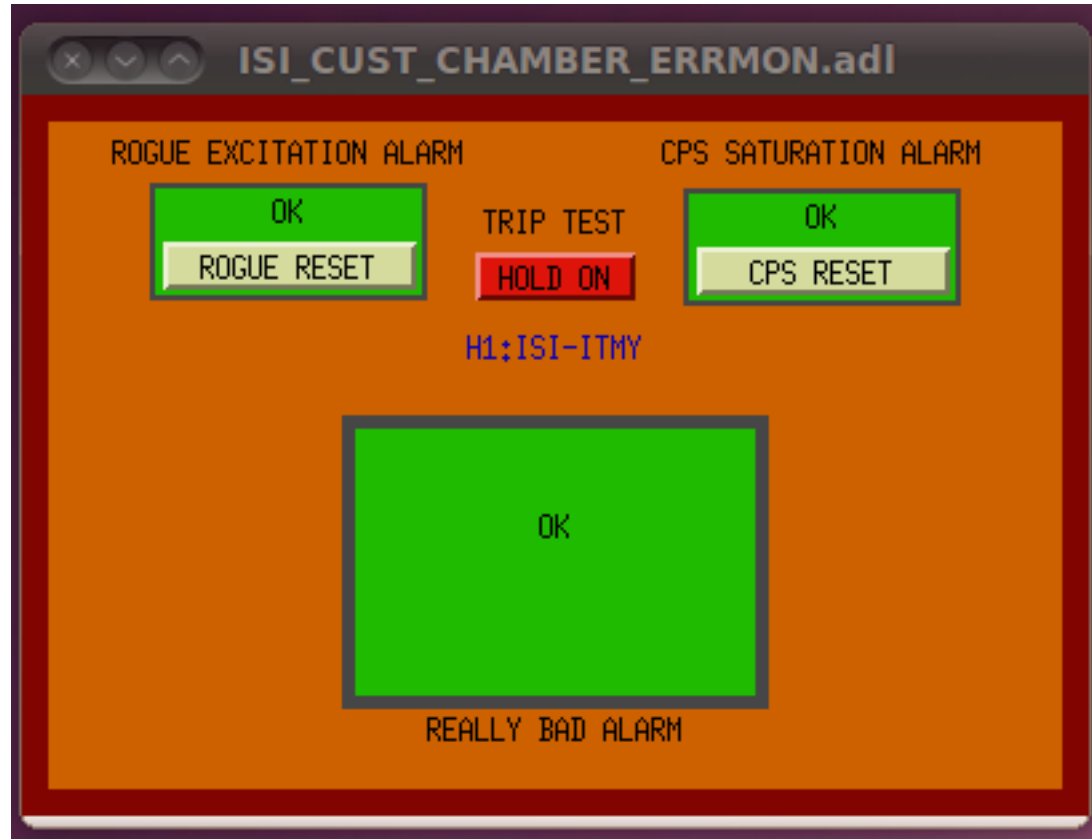 ISI_CUST_CHAMBER_ERRMON.adl
ROGUE EXCITATION ALARM
CPS SATURATION ALARM
OK
TRIP TEST
OK
ROGUE RESET
HOLD ON
CPS RESET
H1:ISI-ITMY
OK
REALLY BAD ALARM